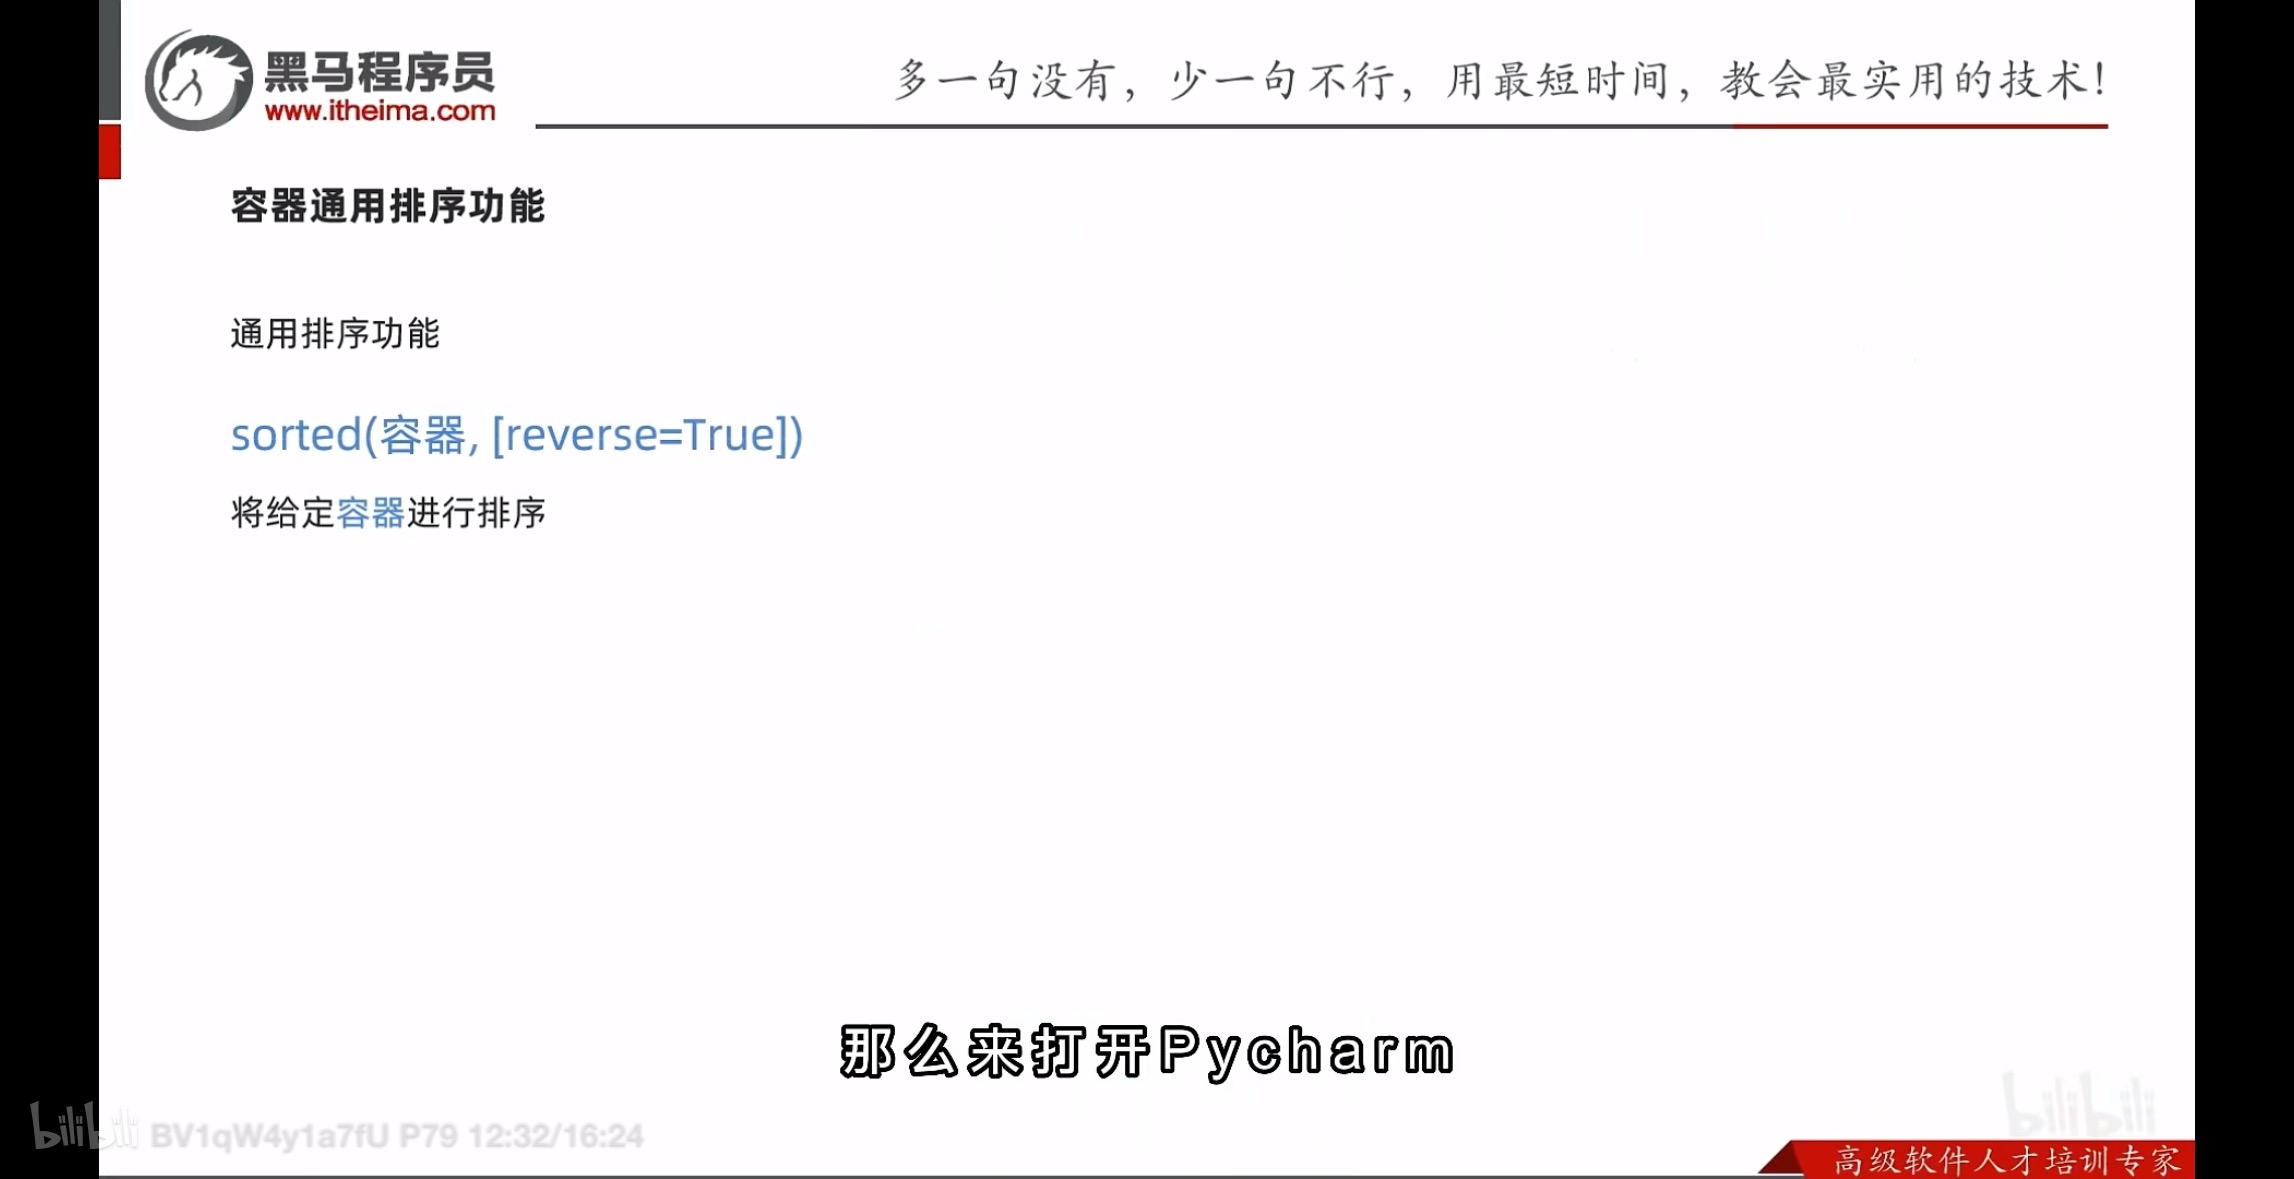 黑马程序员
www.itheima.com
多一句没有，少一句不行，用最短时间，教会最实用的技术！
容器通用排序功能
通用排序功能
sorted(容器, [reverse=True])
将给定容器进行排序
那么来打开Pycharm
bilibili BV1qW4y1a7fU P79 12:32/16:24
bilibili
高级软件人才培训专家